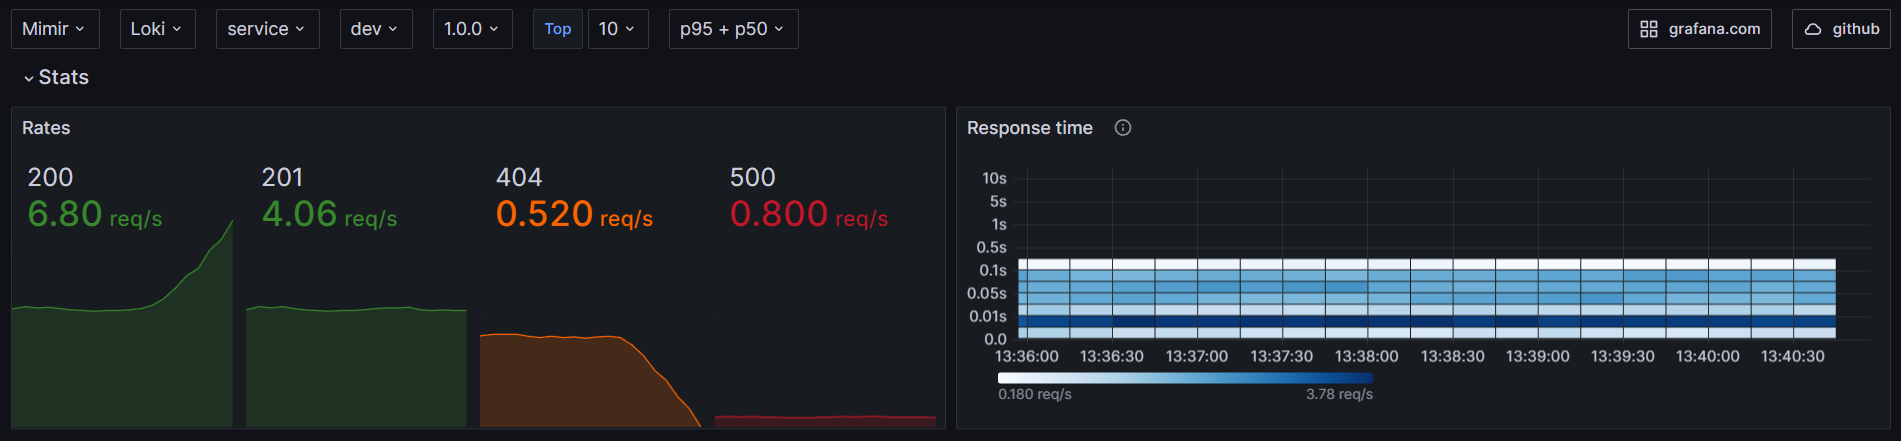 Mimir Loki service dev 1.0.0 Top 10 p95 + p50 grafana.com github
Stats
Rates
200 201 404 500
6.80 req/s 4.06 req/s 0.520 req/s 0.800 req/s
Response time
10s
5s
1s
0.5s
0.1s
0.05s
0.01s
0.0
13:36:00 13:36:30 13:37:00 13:37:30 13:38:00 13:38:30 13:39:00 13:39:30 13:40:00 13:40:30
0.180 req/s 3.78 req/s